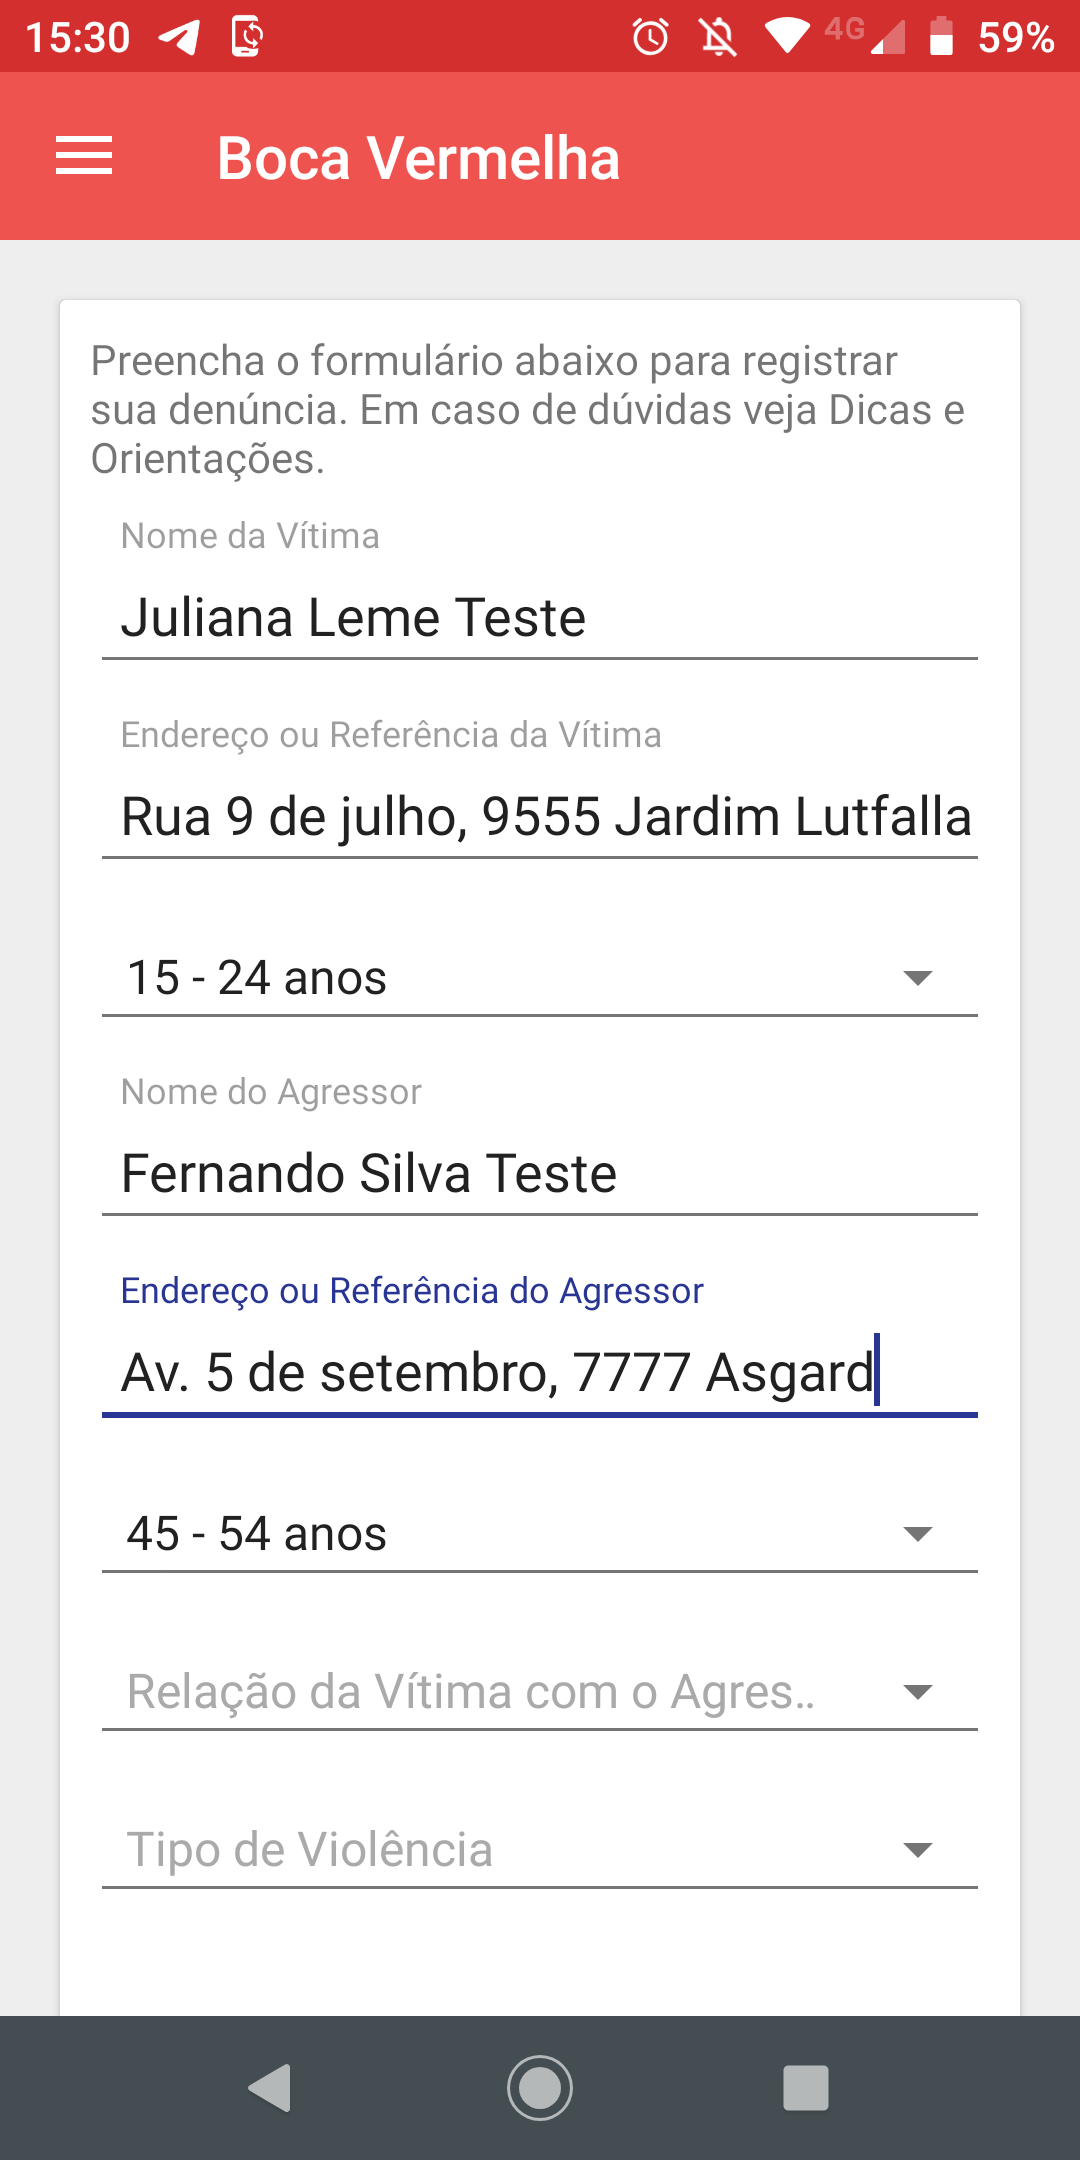 15:30
4G
59%
Boca Vermelha
Preencha o formulário abaixo para registrar
sua denúncia. Em caso de dúvidas veja Dicas e
Orientações.
Nome da Vítima
Juliana Leme Teste
Endereço ou Referência da Vítima
Rua 9 de julho, 9555 Jardim Lutfalla
15 - 24 anos
Nome do Agressor
Fernando Silva Teste
Endereço ou Referência do Agressor
Av. 5 de setembro, 7777 Asgard
45 - 54 anos
Relação da Vítima com o Agres..
Tipo de Violência